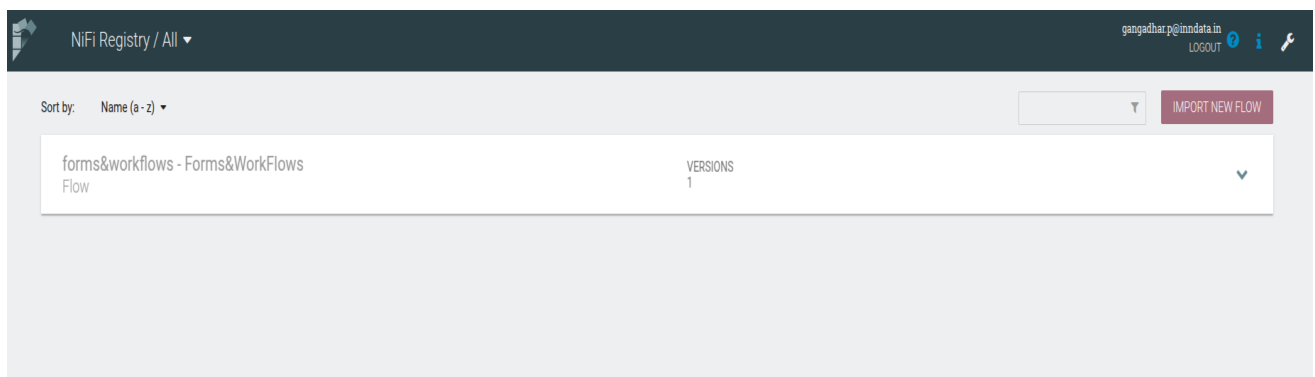 NiFi Registry / All
gangadhar.p@inndata.in
LOGOUT
Sort by: Name (a - z)
IMPORT NEW FLOW
forms&workflows - Forms&WorkFlows
Flow
VERSIONS
1